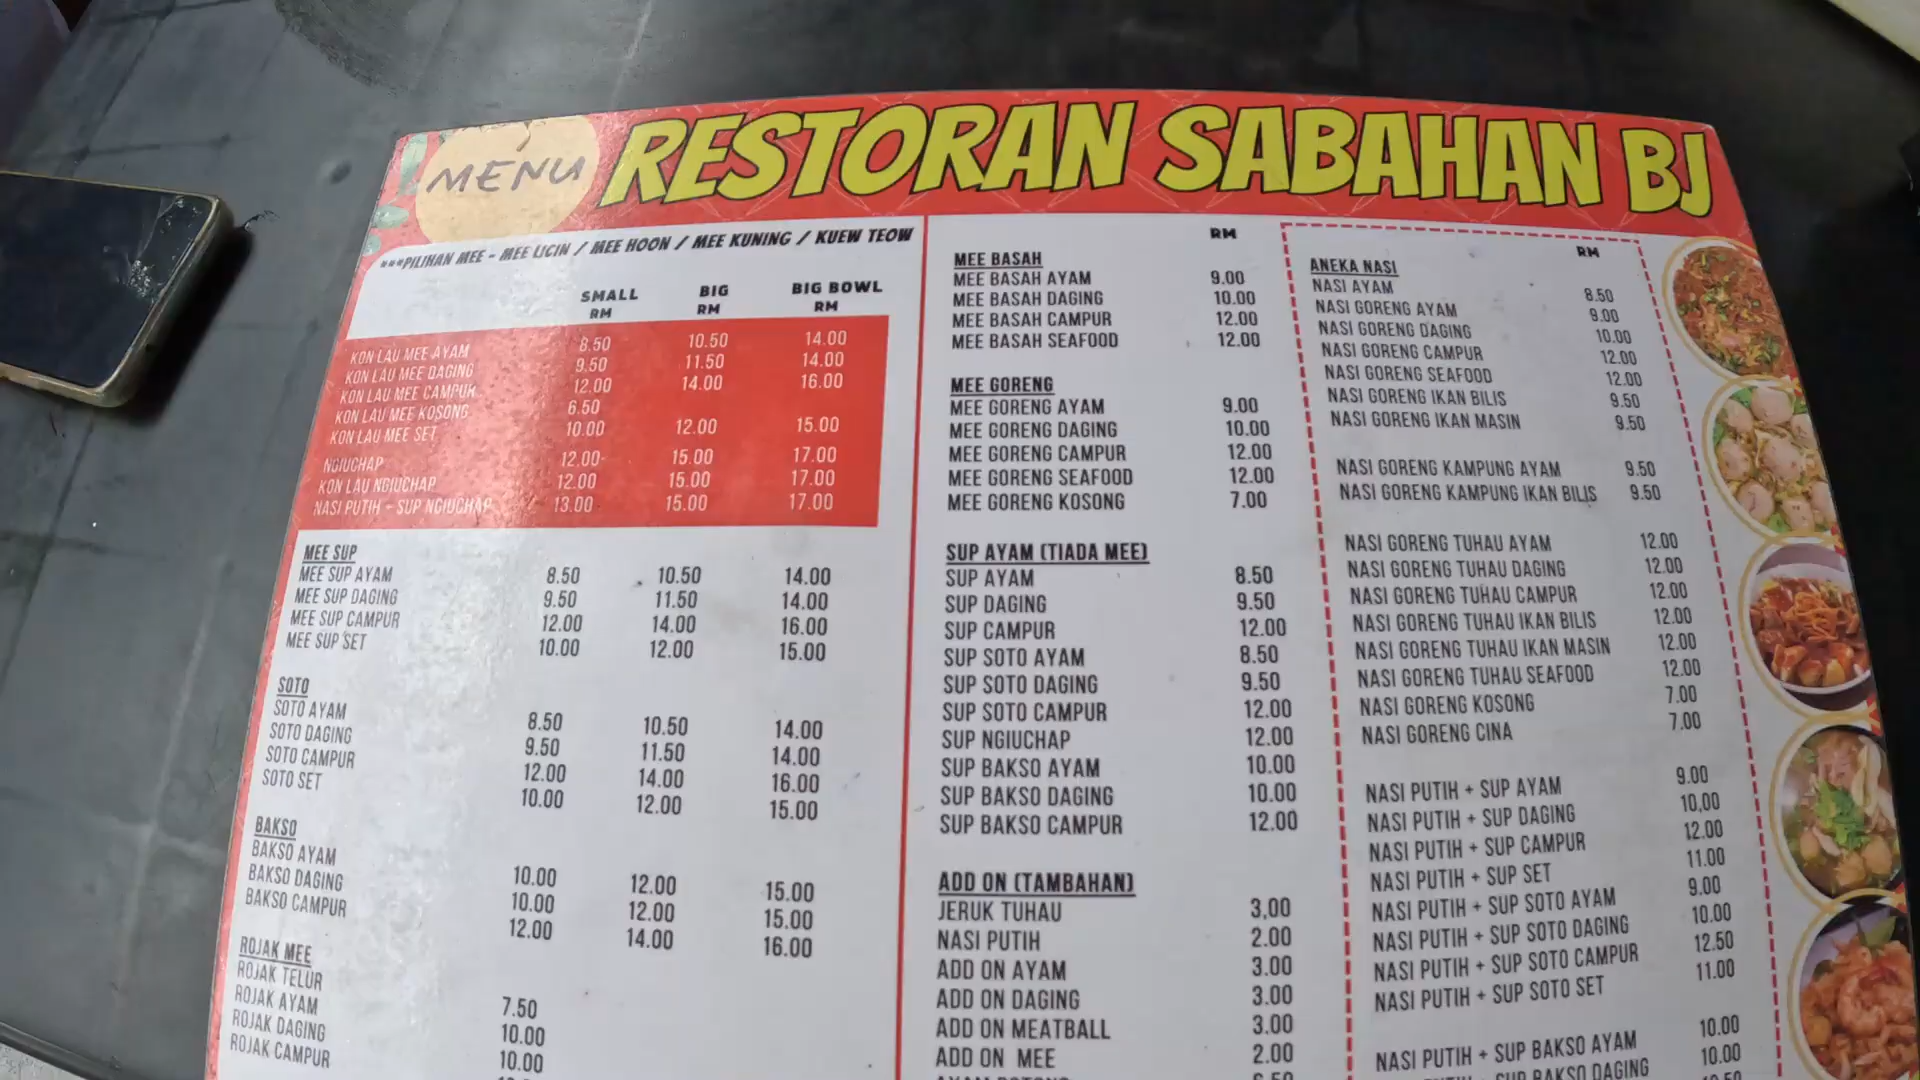 MENU
RESTORAN SABAHAN BJ
***PILIHAN MEE - MEE LICIN / MEE HOON / MEE KUNING / KUEW TEOW
SMALL BIG BIG BOWL
RM RM RM
KON LAU MEE AYAM 8.50 10.50 14.00
KON LAU MEE DAGING 9.50 11.50 14.00
KON LAU MEE CAMPUR 12.00 14.00 16.00
KON LAU MEE KOSONG 6.50
KON LAU MEE SET 10.00 12.00 15.00
NGIUCHAP 12.00 15.00 17.00
KON LAU NGIUCHAP 12.00 15.00 17.00
NASI PUTIH + SUP NGIUCHAP 13.00 15.00 17.00
MEE SUP
MEE SUP AYAM 8.50 10.50 14.00
MEE SUP DAGING 9.50 11.50 14.00
MEE SUP CAMPUR 12.00 14.00 16.00
MEE SUP SET 10.00 12.00 15.00
SOTO
SOTO AYAM 8.50 10.50 14.00
SOTO DAGING 9.50 11.50 14.00
SOTO CAMPUR 12.00 14.00 16.00
SOTO SET 10.00 12.00 15.00
BAKSO
BAKSO AYAM 10.00 12.00 15.00
BAKSO DAGING 10.00 12.00 15.00
BAKSO CAMPUR 12.00 14.00 16.00
ROJAK MEE
ROJAK TELUR 7.50
ROJAK AYAM 10.00
ROJAK DAGING 10.00
ROJAK CAMPUR
RM
MEE BASAH
MEE BASAH AYAM 9.00
MEE BASAH DAGING 10.00
MEE BASAH CAMPUR 12.00
MEE BASAH SEAFOOD 12.00
MEE GORENG
MEE GORENG AYAM 9.00
MEE GORENG DAGING 10.00
MEE GORENG CAMPUR 12.00
MEE GORENG SEAFOOD 12.00
MEE GORENG KOSONG 7.00
SUP AYAM (TIADA MEE)
SUP AYAM 8.50
SUP DAGING 9.50
SUP CAMPUR 12.00
SUP SOTO AYAM 8.50
SUP SOTO DAGING 9.50
SUP SOTO CAMPUR 12.00
SUP NGIUCHAP 12.00
SUP BAKSO AYAM 10.00
SUP BAKSO DAGING 10.00
SUP BAKSO CAMPUR 12.00
ADD ON (TAMBAHAN)
JERUK TUHAU 3,00
NASI PUTIH 2.00
ADD ON AYAM 3.00
ADD ON DAGING 3.00
ADD ON MEATBALL 3.00
ADD ON MEE 2.00
RM
ANEKA NASI
NASI AYAM 8.50
NASI GORENG AYAM 9.00
NASI GORENG DAGING 10.00
NASI GORENG CAMPUR 12.00
NASI GORENG SEAFOOD 12.00
NASI GORENG IKAN BILIS 9.50
NASI GORENG IKAN MASIN 9.50
NASI GORENG KAMPUNG AYAM 9.50
NASI GORENG KAMPUNG IKAN BILIS 9.50
NASI GORENG TUHAU AYAM 12.00
NASI GORENG TUHAU DAGING 12.00
NASI GORENG TUHAU CAMPUR 12.00
NASI GORENG TUHAU IKAN BILIS 12.00
NASI GORENG TUHAU IKAN MASIN 12.00
NASI GORENG TUHAU SEAFOOD 12.00
NASI GORENG KOSONG 7.00
NASI GORENG CINA 7.00
NASI PUTIH + SUP AYAM 9.00
NASI PUTIH + SUP DAGING 10,00
NASI PUTIH + SUP CAMPUR 12.00
NASI PUTIH + SUP SET 11.00
NASI PUTIH + SUP SOTO AYAM 9.00
NASI PUTIH + SUP SOTO DAGING 10.00
NASI PUTIH + SUP SOTO CAMPUR 12.50
NASI PUTIH + SUP SOTO SET 11.00
NASI PUTIH + SUP BAKSO AYAM 10.00
SUP BAKSO DAGING 10.00